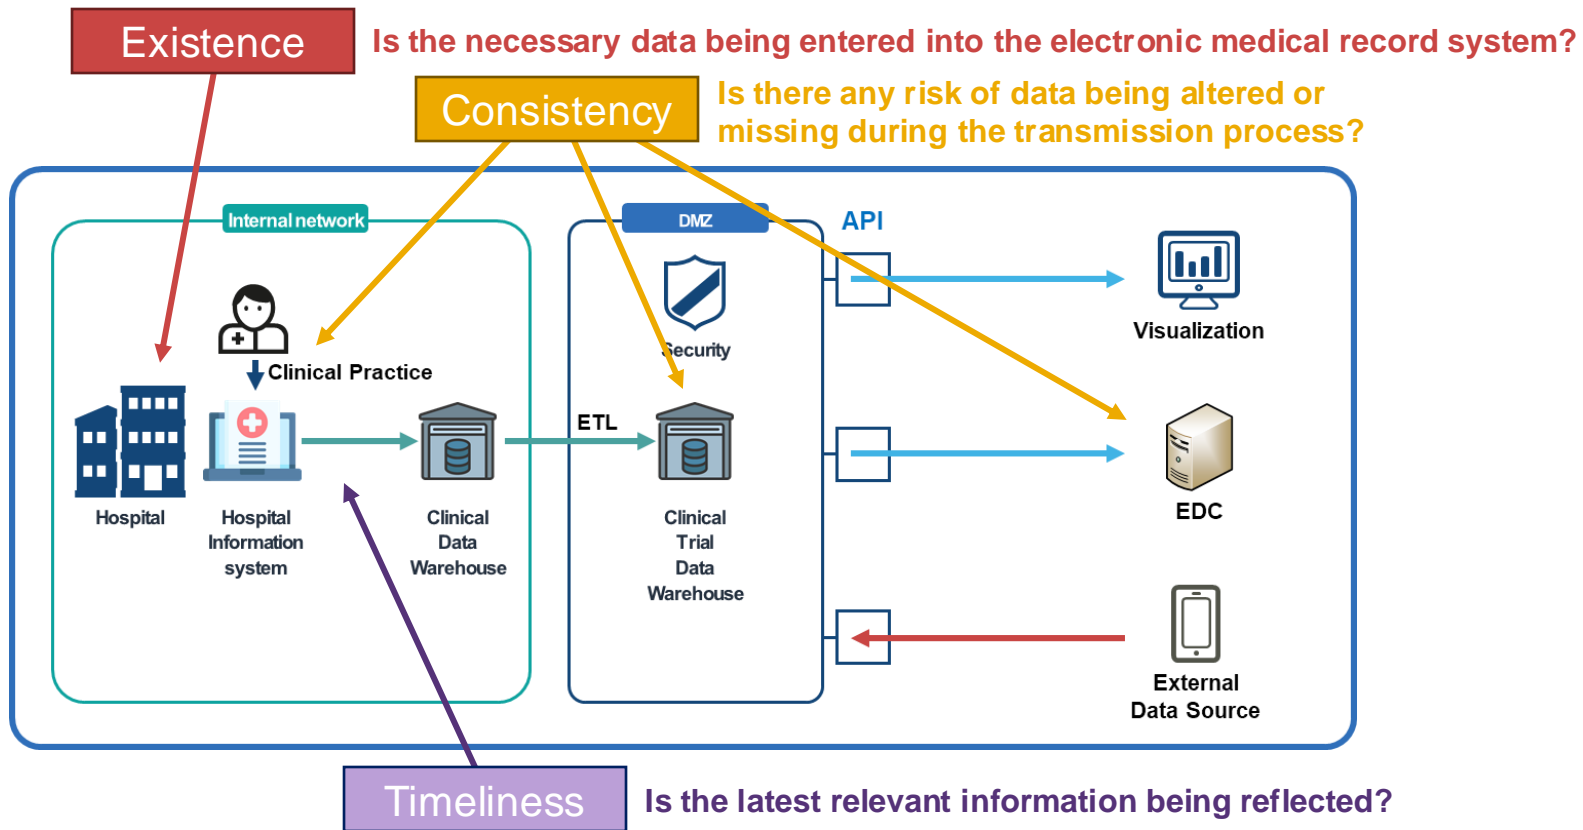 Existence
Is the necessary data being entered into the electronic medical record system?
Consistency
Is there any risk of data being altered or
missing during the transmission process?
Internal network
DMZ
API
Security
Visualization
Clinical Practice
ETL
Hospital
Hospital
Information
system
Clinical
Data
Warehouse
Clinical
Trial
Data
Warehouse
EDC
External
Data Source
Timeliness
Is the latest relevant information being reflected?